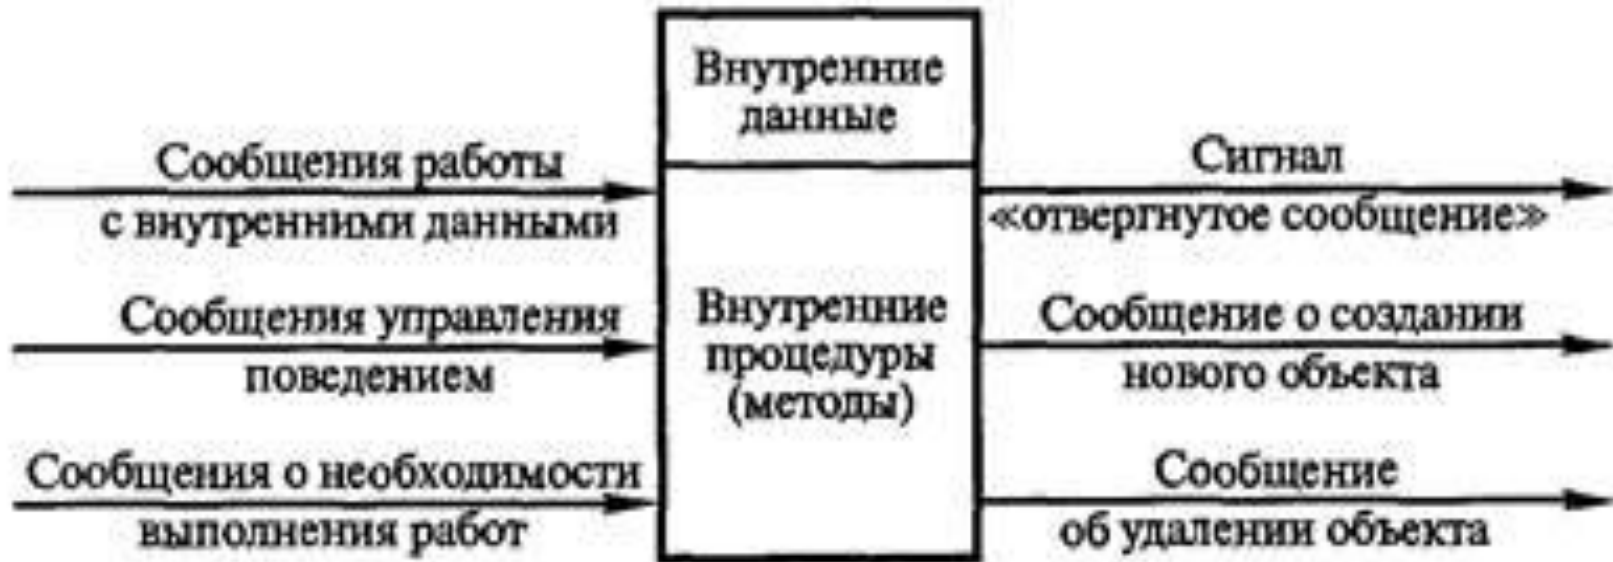 Внутренние
данные
Сообщения работы
с внутренними данными
Сообщения управления
поведением
Сообщения о необходимости
выполнения работ
Внутренние
процедуры
(методы)
Сигнал
«отвергнутое сообщение»
Сообщение о создании
нового объекта
Сообщение
об удалении объекта